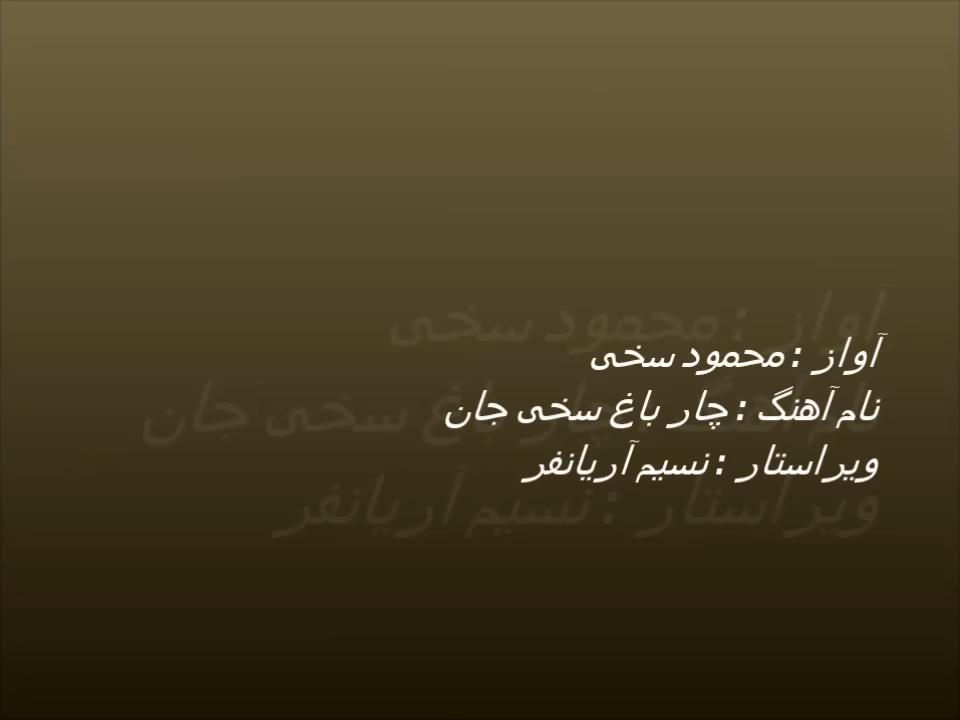 آواز : محمود سخی
نام آهنگ : چار باغ سخی جان
ویراستار : نسیم آریانفر